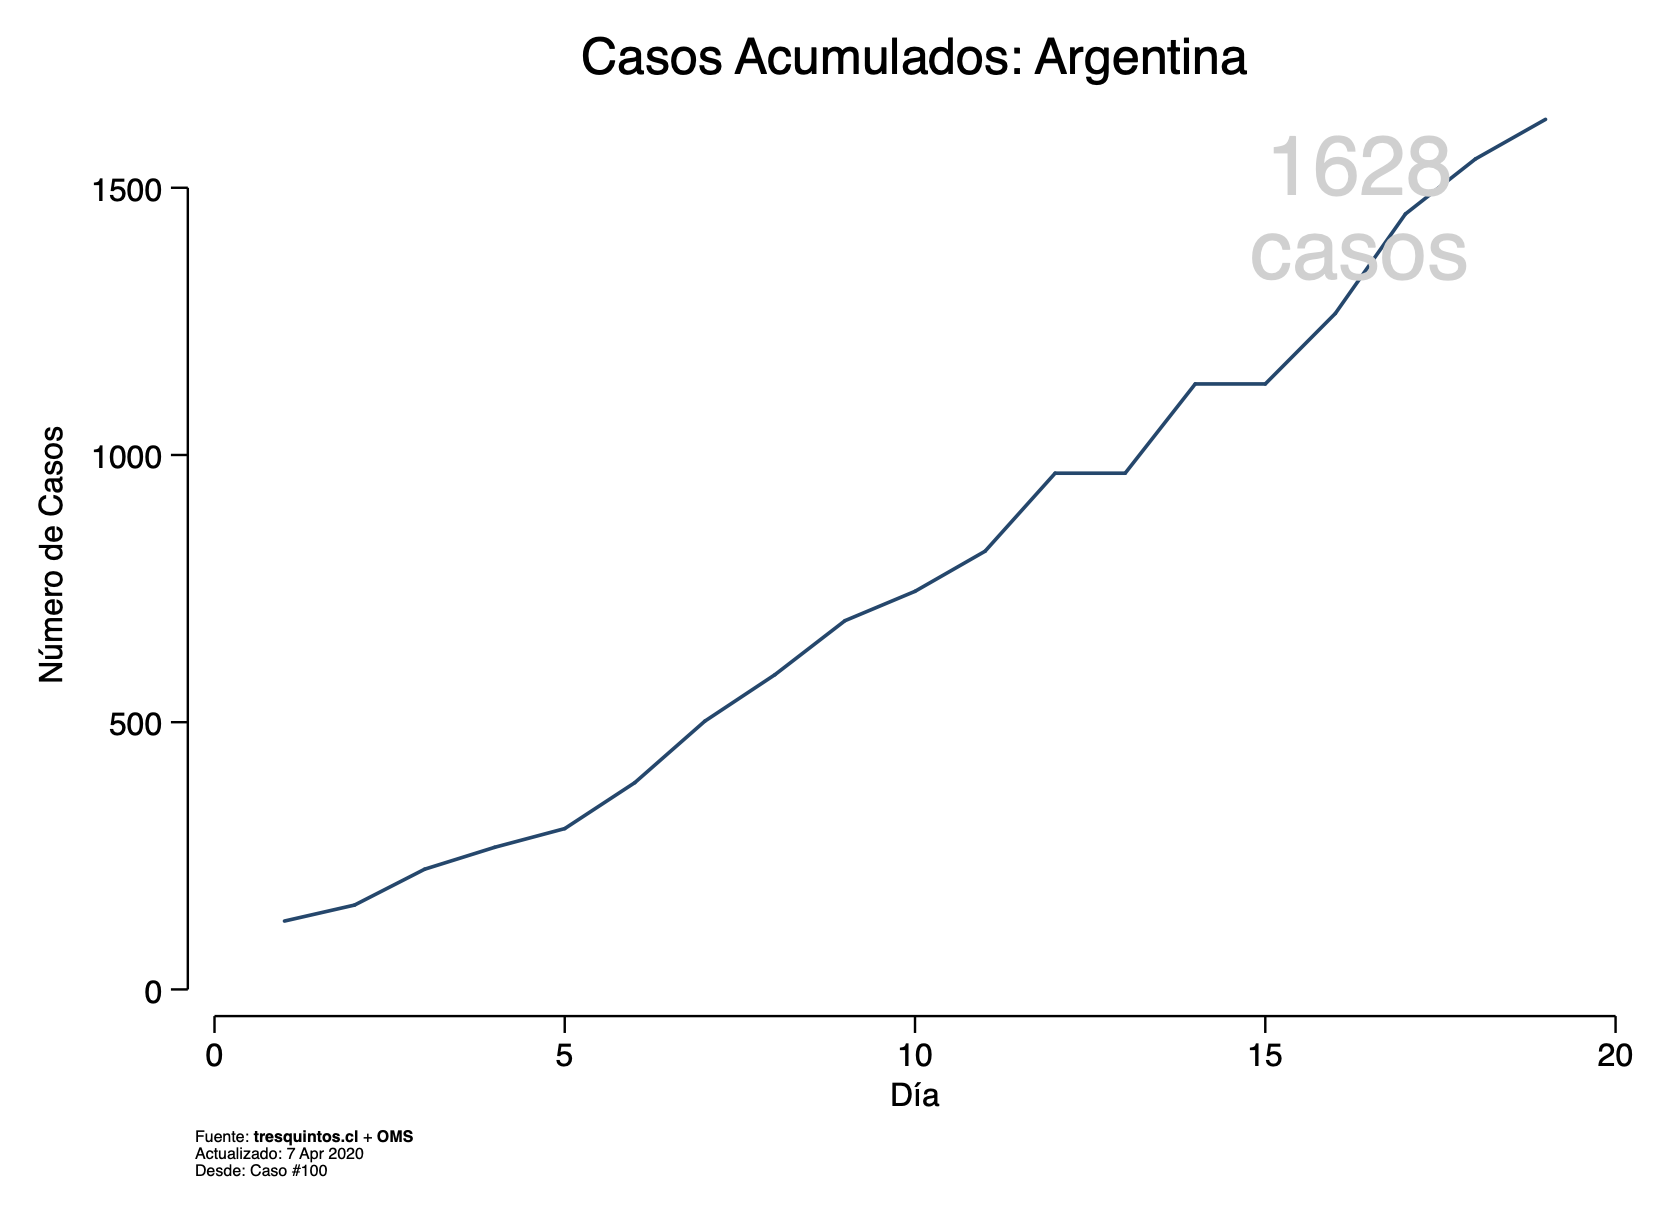 Casos Acumulados: Argentina
1628
casos
1500
1000
500
0
Número de Casos
0 5 10 15 20
Día
Fuente: tresquintos.cl + OMS
Actualizado: 7 Apr 2020
Desde: Caso #100